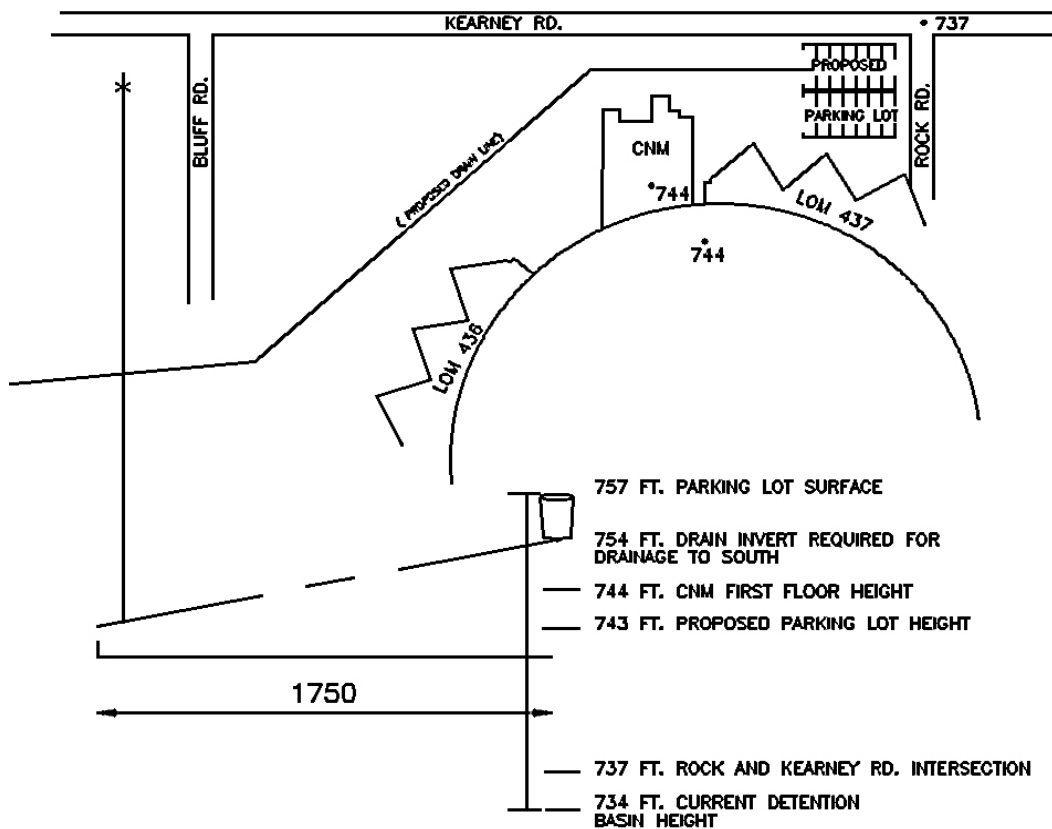 KEARNEY RD.
• 737
BLUFF RD.
PROPOSED
PARKING LOT
ROCK RD.
( PROPOSED DRAIN LINE)
CNM
•744
LOM 437
744
LOM 436
757 FT. PARKING LOT SURFACE
754 FT. DRAIN INVERT REQUIRED FOR
DRAINAGE TO SOUTH
744 FT. CNM FIRST FLOOR HEIGHT
743 FT. PROPOSED PARKING LOT HEIGHT
1750
737 FT. ROCK AND KEARNEY RD. INTERSECTION
734 FT. CURRENT DETENTION
BASIN HEIGHT